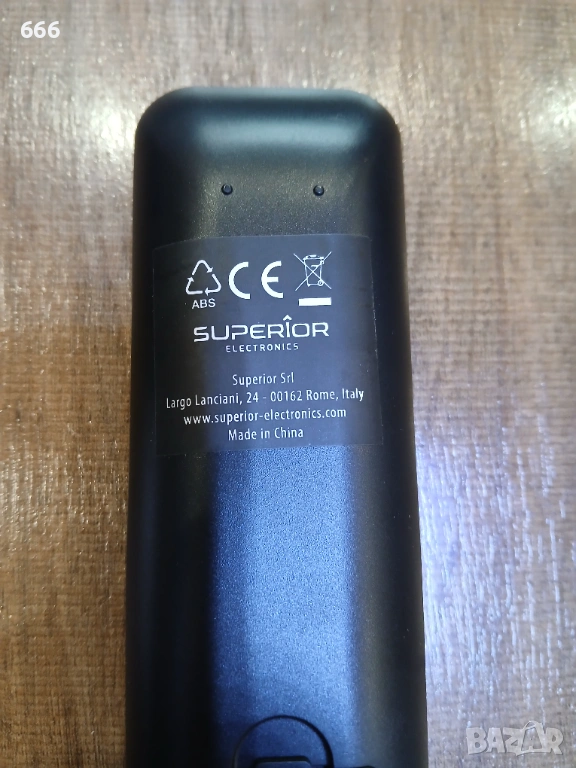 666
ABS
CE
SUPERIOR
ELECTRONICS
Superior Srl
Largo Lanciani, 24 - 00162 Rome, Italy
www.superior-electronics.com
Made in China
BAZAR